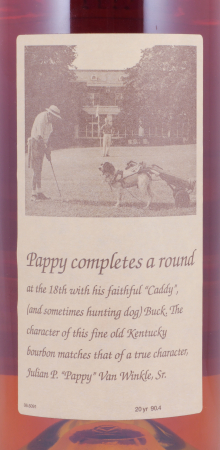 Pappy completes a round
at the 18th with his faithful "Caddy",
(and sometimes hunting dog) Buck. The
character of this fine old Kentucky
bourbon matches that of a true character,
Julian P. "Pappy" Van Winkle, Sr.
20 yr 90.4